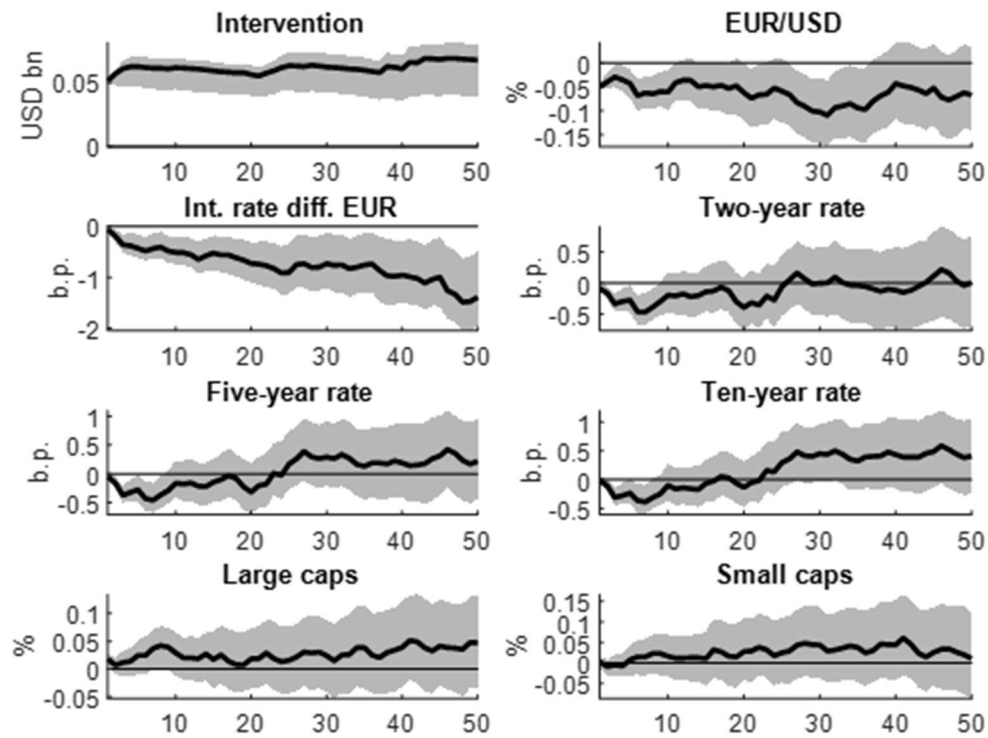 Intervention
USD bn
0.05
0
10 20 30 40 50
EUR/USD
%
0
-0.05
-0.1
-0.15
10 20 30 40 50
Int. rate diff. EUR
b.p.
0
-1
-2
10 20 30 40 50
Two-year rate
b.p.
0.5
0
-0.5
10 20 30 40 50
Five-year rate
b.p.
1
0.5
0
-0.5
10 20 30 40 50
Ten-year rate
b.p.
1
0.5
0
-0.5
10 20 30 40 50
Large caps
%
0.1
0.05
0
-0.05
10 20 30 40 50
Small caps
%
0.15
0.1
0.05
0
-0.05
10 20 30 40 50